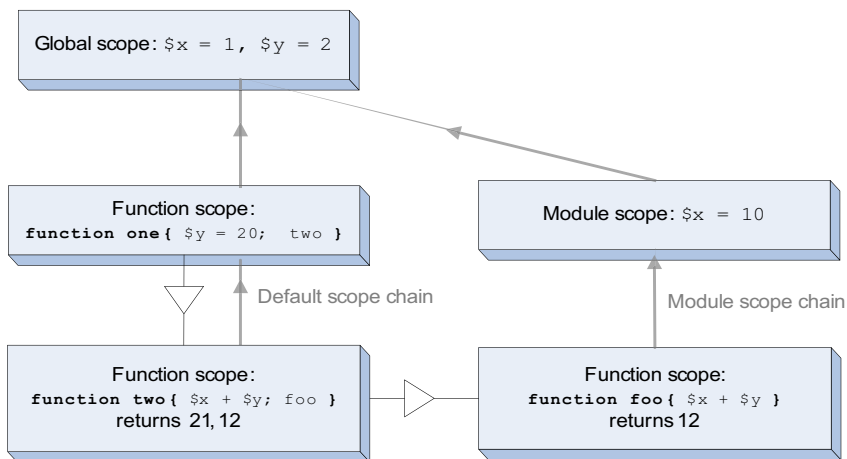 Global scope: $x = 1, $y = 2
Function scope:
function one{ $y = 20;  two }
Module scope: $x = 10
Default scope chain
Module scope chain
Function scope:
function two{ $x + $y; foo }
returns 21, 12
Function scope:
function foo{ $x + $y }
returns 12